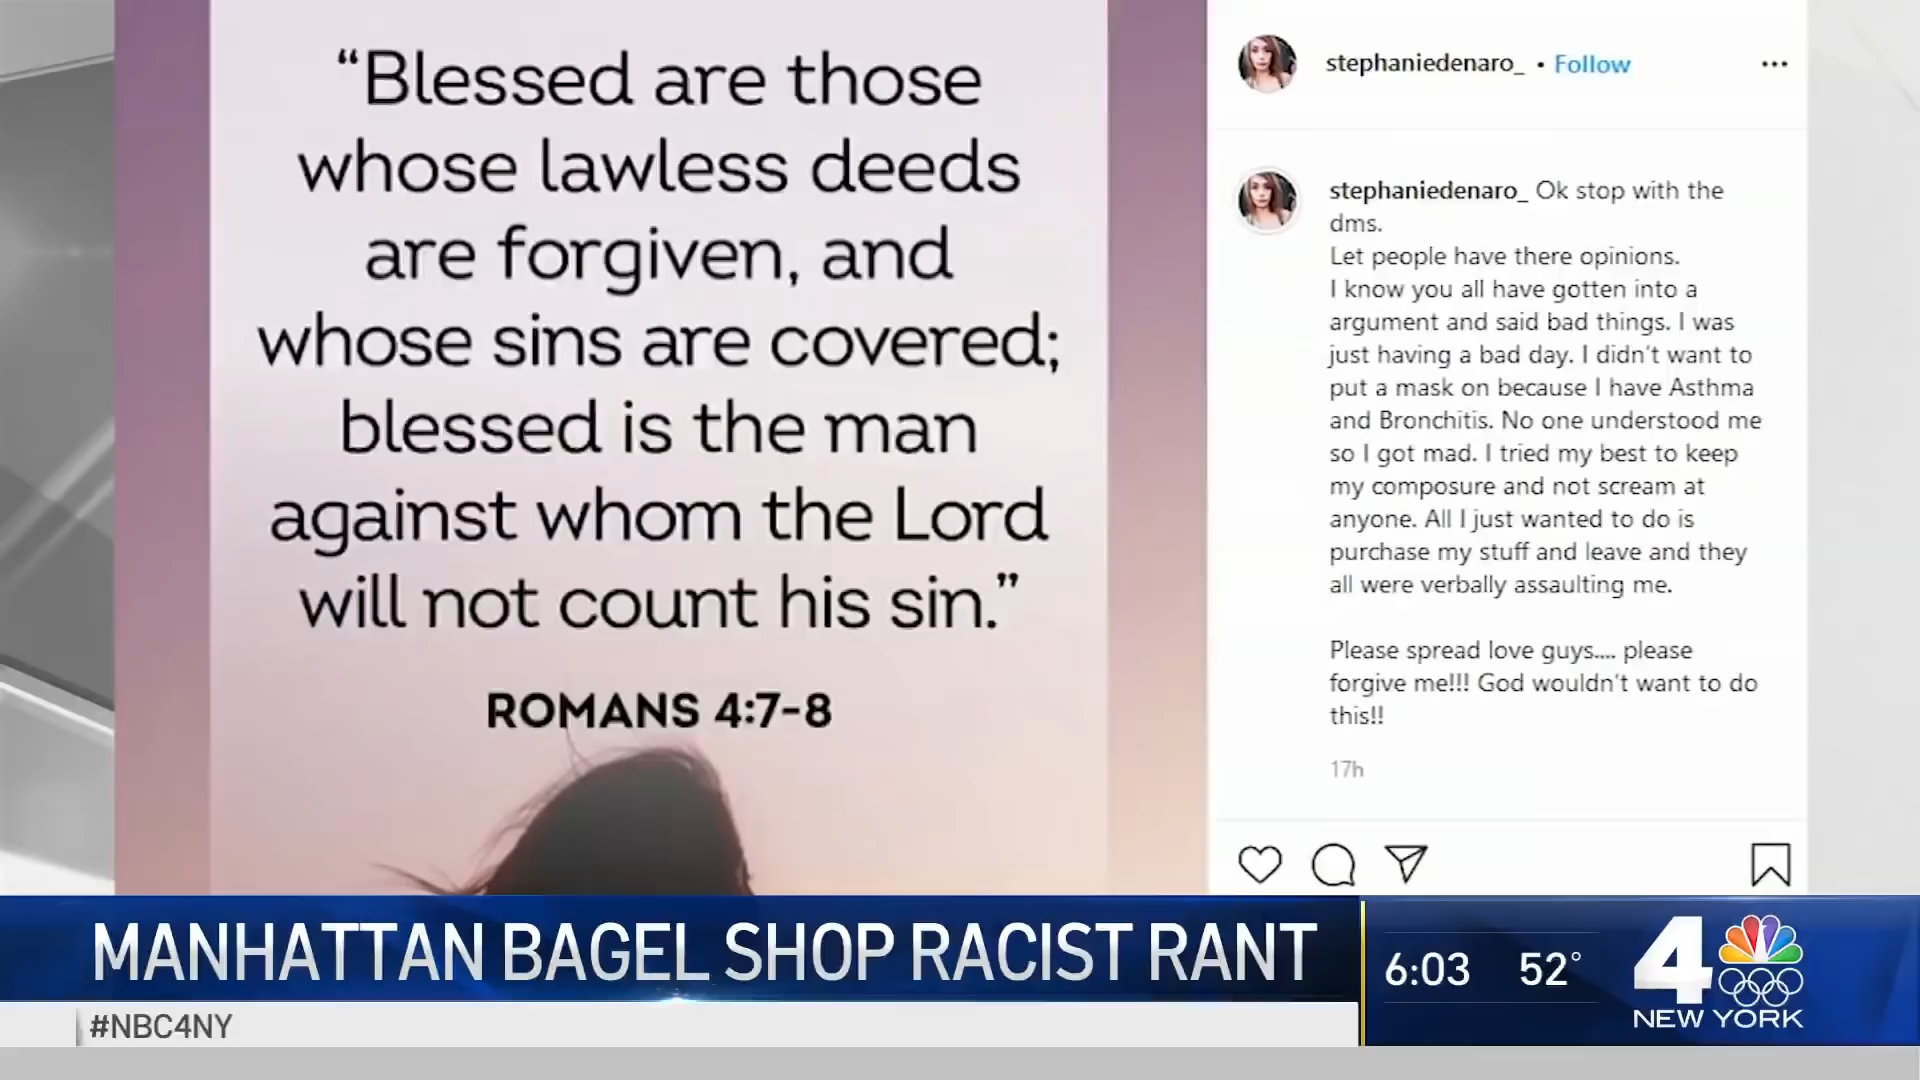 “Blessed are those
whose lawless deeds
are forgiven, and
whose sins are covered;
blessed is the man
against whom the Lord
will not count his sin.”
ROMANS 4:7-8
stephaniedenaro_ • Follow
stephaniedenaro_ Ok stop with the
dms.
Let people have there opinions.
I know you all have gotten into a
argument and said bad things. I was
just having a bad day. I didn't want to
put a mask on because I have Asthma
and Bronchitis. No one understood me
so I got mad. I tried my best to keep
my composure and not scream at
anyone. All I just wanted to do is
purchase my stuff and leave and they
all were verbally assaulting me.
Please spread love guys.... please
forgive me!!! God wouldn't want to do
this!!
17h
MANHATTAN BAGEL SHOP RACIST RANT
#NBC4NY
6:03 52°
4
NEW YORK